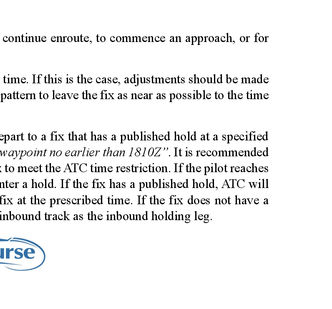 continue enroute, to commence an approach, or for
time. If this is the case, adjustments should be made
pattern to leave the fix as near as possible to the time
epart to a fix that has a published hold at a specified
waypoint no earlier than 1810Z”. It is recommended
to meet the ATC time restriction. If the pilot reaches
nter a hold. If the fix has a published hold, ATC will
fix at the prescribed time. If the fix does not have a
inbound track as the inbound holding leg.
urse